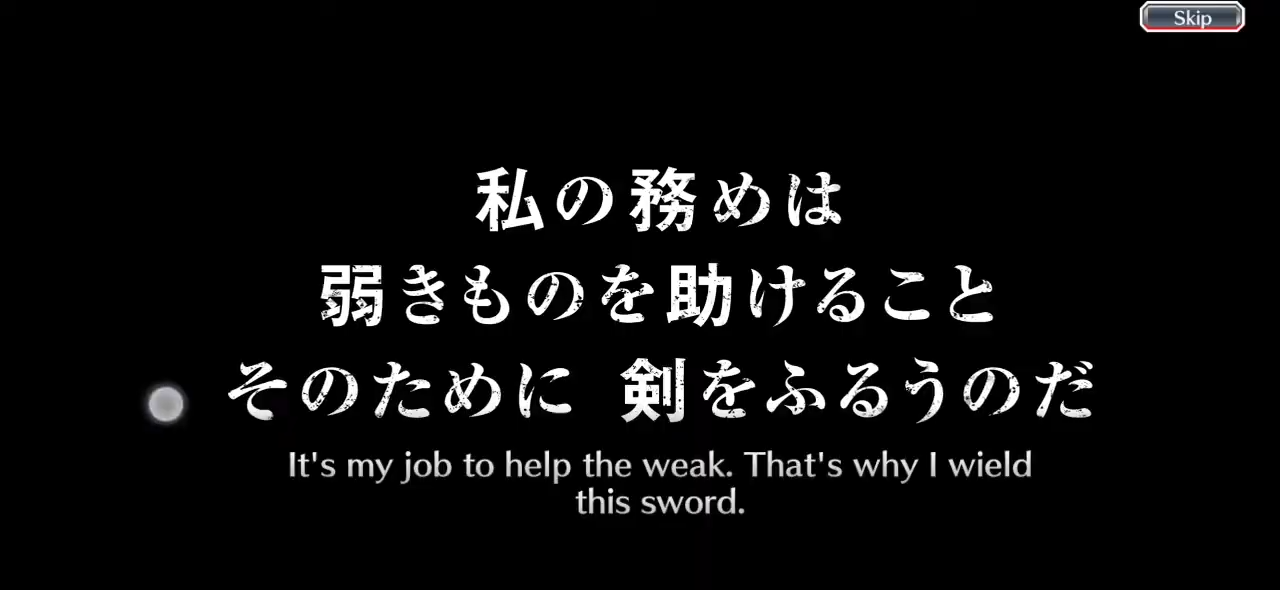 Skip
私の務めは
弱きものを助けること
そのために 剣をふるうのだ
It's my job to help the weak. That's why I wield
this sword.